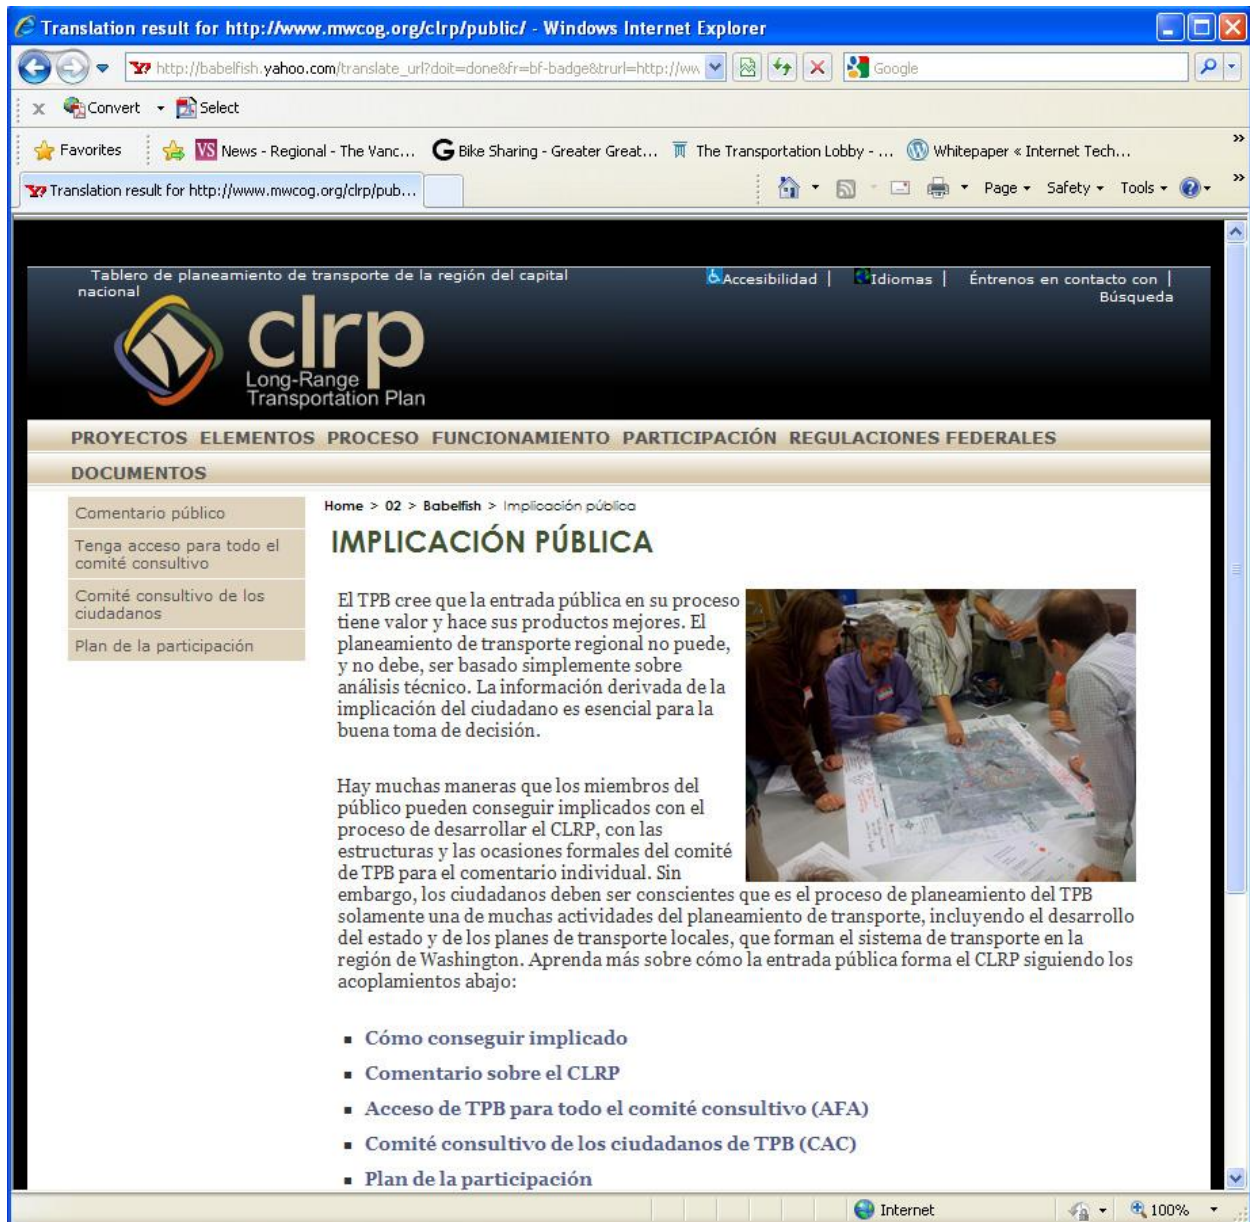 Translation result for http://www.mwcog.org/clrp/public/ - Windows Internet Explorer
http://babelfish.yahoo.com/translate_url?doit=done&fr=bf-badge&trurl=http://ww
Google
x Convert Select
Favorites VS News - Regional - The Vanc... G Bike Sharing - Greater Great... The Transportation Lobby - ... Whitepaper « Internet Tech... »
Translation result for http://www.mwcog.org/clrp/pub... Page Safety Tools »
Tablero de planeamiento de transporte de la región del capital
nacional
Accesibilidad | Idiomas | Éntrenos en contacto con |
Búsqueda
clrp
Long-Range
Transportation Plan
PROYECTOS ELEMENTOS PROCESO FUNCIONAMIENTO PARTICIPACIÓN REGULACIONES FEDERALES
DOCUMENTOS
Comentario público
Tenga acceso para todo el
comité consultivo
Comité consultivo de los
ciudadanos
Plan de la participación
Home > 02 > Babelfish > Implicación pública
IMPLICACIÓN PÚBLICA
El TPB cree que la entrada pública en su proceso
tiene valor y hace sus productos mejores. El
planeamiento de transporte regional no puede,
y no debe, ser basado simplemente sobre
análisis técnico. La información derivada de la
implicación del ciudadano es esencial para la
buena toma de decisión.
Hay muchas maneras que los miembros del
público pueden conseguir implicados con el
proceso de desarrollar el CLRP, con las
estructuras y las ocasiones formales del comité
de TPB para el comentario individual. Sin
embargo, los ciudadanos deben ser conscientes que es el proceso de planeamiento del TPB
solamente una de muchas actividades del planeamiento de transporte, incluyendo el desarrollo
del estado y de los planes de transporte locales, que forman el sistema de transporte en la
región de Washington. Aprenda más sobre cómo la entrada pública forma el CLRP siguiendo los
acoplamientos abajo:
▪ Cómo conseguir implicado
▪ Comentario sobre el CLRP
▪ Acceso de TPB para todo el comité consultivo (AFA)
▪ Comité consultivo de los ciudadanos de TPB (CAC)
▪ Plan de la participación
Internet 100%